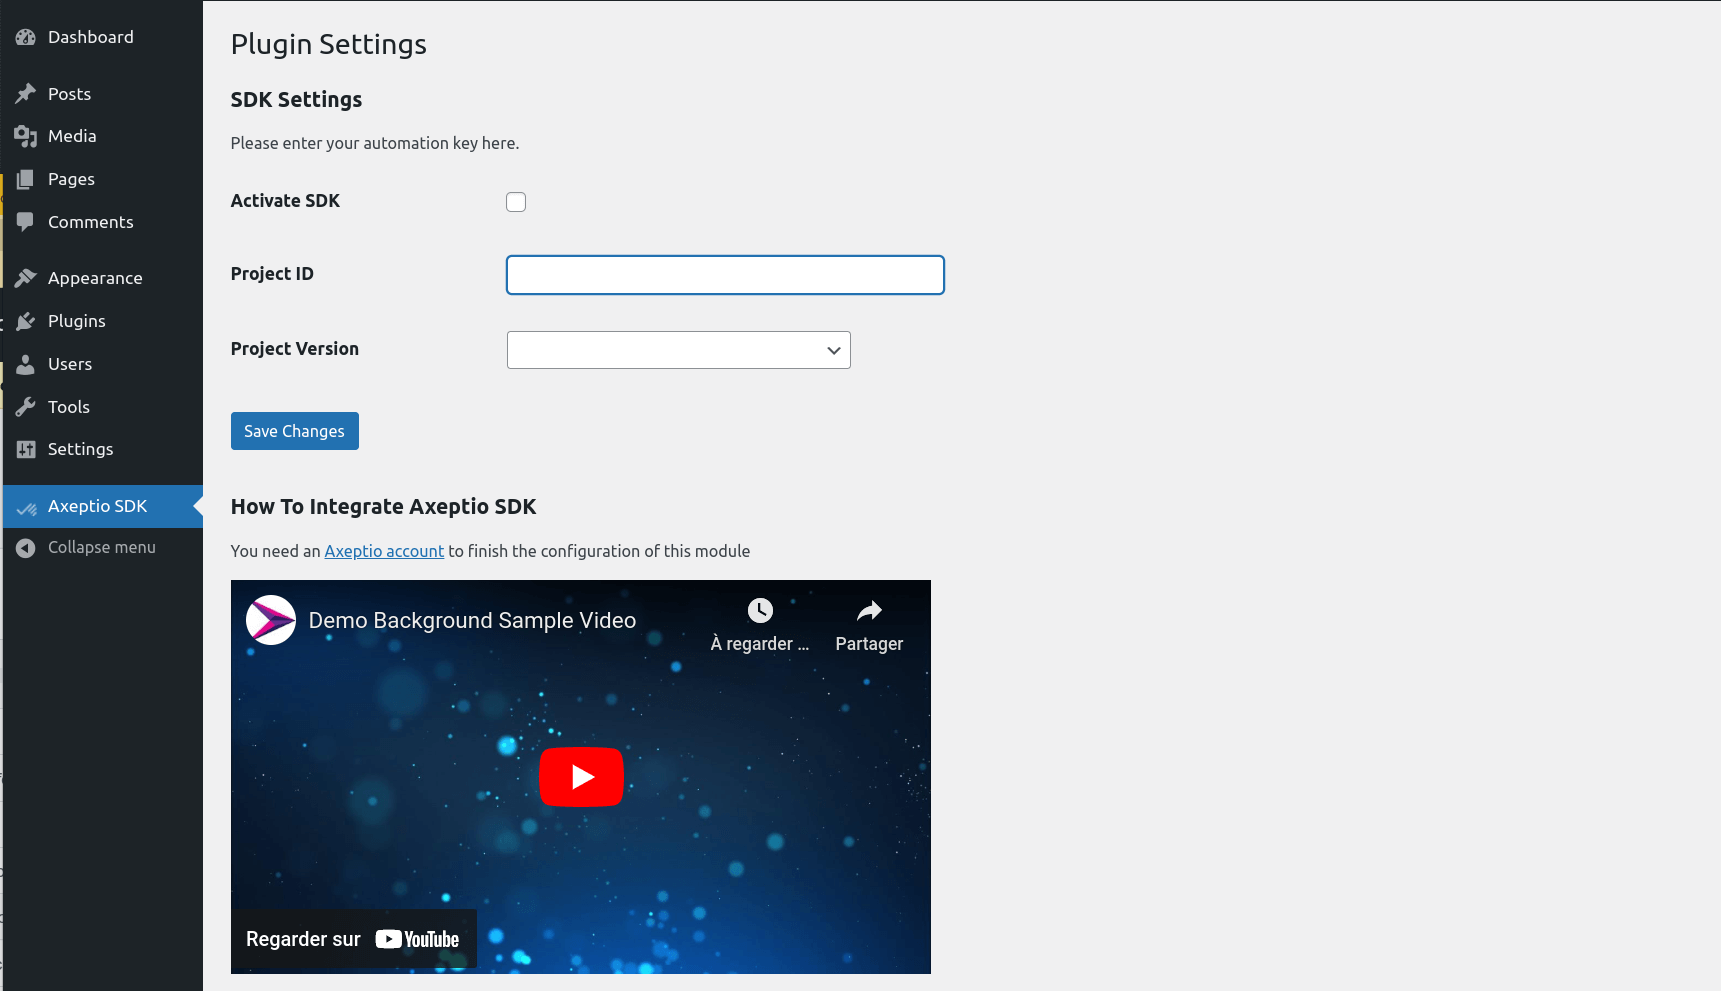 Dashboard
Posts
Media
Pages
Comments
Appearance
Plugins
Users
Tools
Settings
Axeptio SDK
Collapse menu
Plugin Settings
SDK Settings
Please enter your automation key here.
Activate SDK
Project ID
Project Version
Save Changes
How To Integrate Axeptio SDK
You need an Axeptio account to finish the configuration of this module
Demo Background Sample Video
À regarder ...
Partager
Regarder sur YouTube